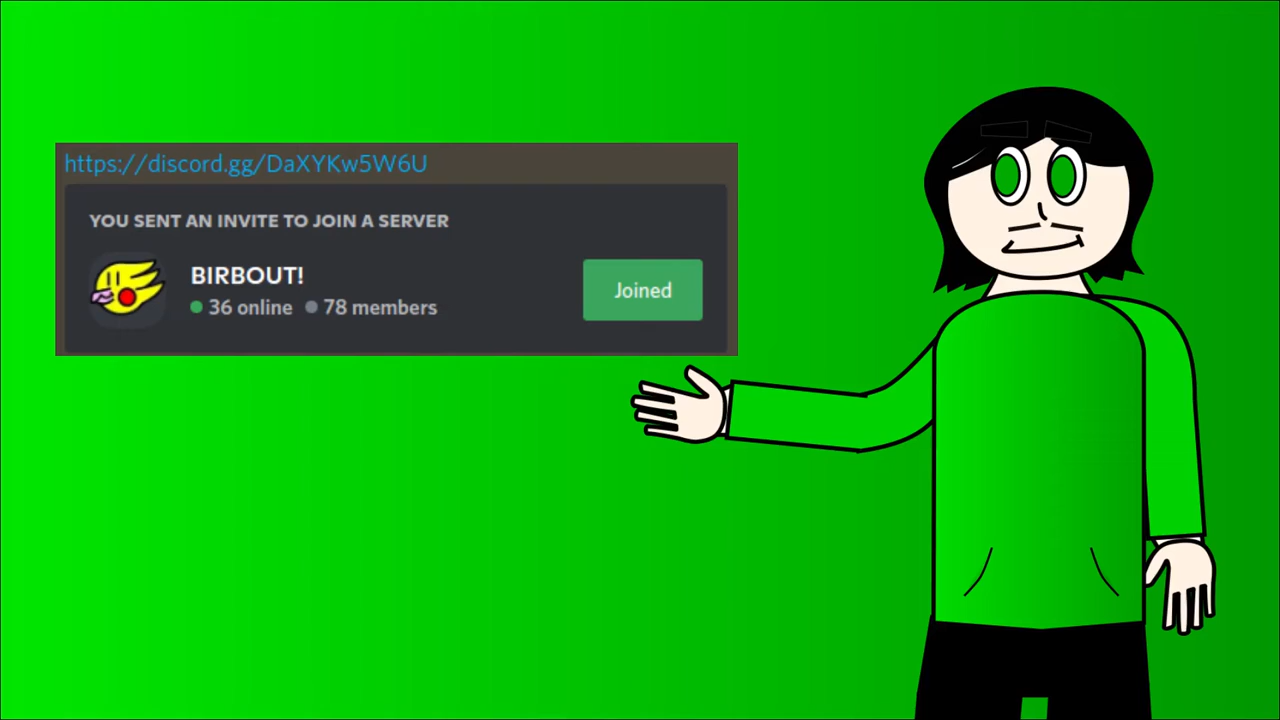 https://discord.gg/DaXYKw5W6U
YOU SENT AN INVITE TO JOIN A SERVER
BIRBOUT!
36 online 78 members
Joined